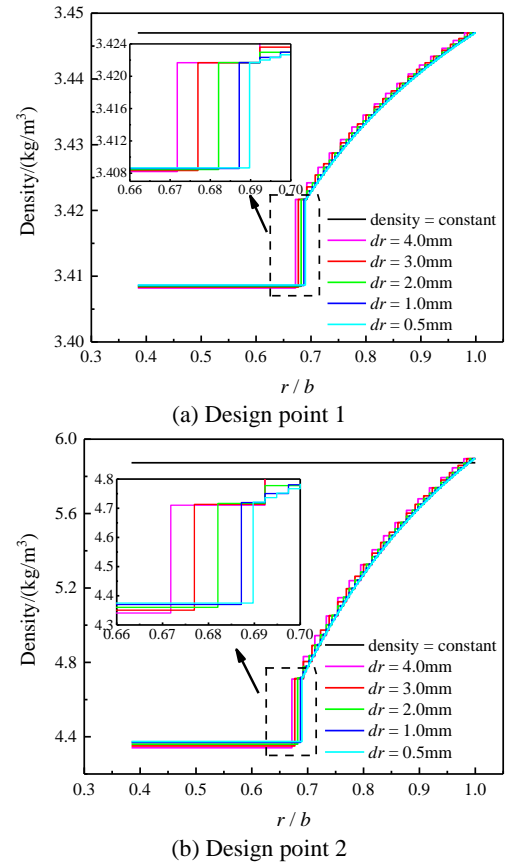 3.45
3.44
3.43
3.42
3.41
3.40
Density/(kg/m³)
3.424
3.420
3.416
3.412
3.408
0.66 0.67 0.68 0.69 0.70
density = constant
dr = 4.0mm
dr = 3.0mm
dr = 2.0mm
dr = 1.0mm
dr = 0.5mm
0.3 0.4 0.5 0.6 0.7 0.8 0.9 1.0
r / b
(a) Design point 1
6.0
5.6
5.2
4.8
4.4
Density/(kg/m³)
4.8
4.7
4.6
4.5
4.4
4.3
0.66 0.67 0.68 0.69 0.70
density = constant
dr = 4.0mm
dr = 3.0mm
dr = 2.0mm
dr = 1.0mm
dr = 0.5mm
0.3 0.4 0.5 0.6 0.7 0.8 0.9 1.0
r / b
(b) Design point 2